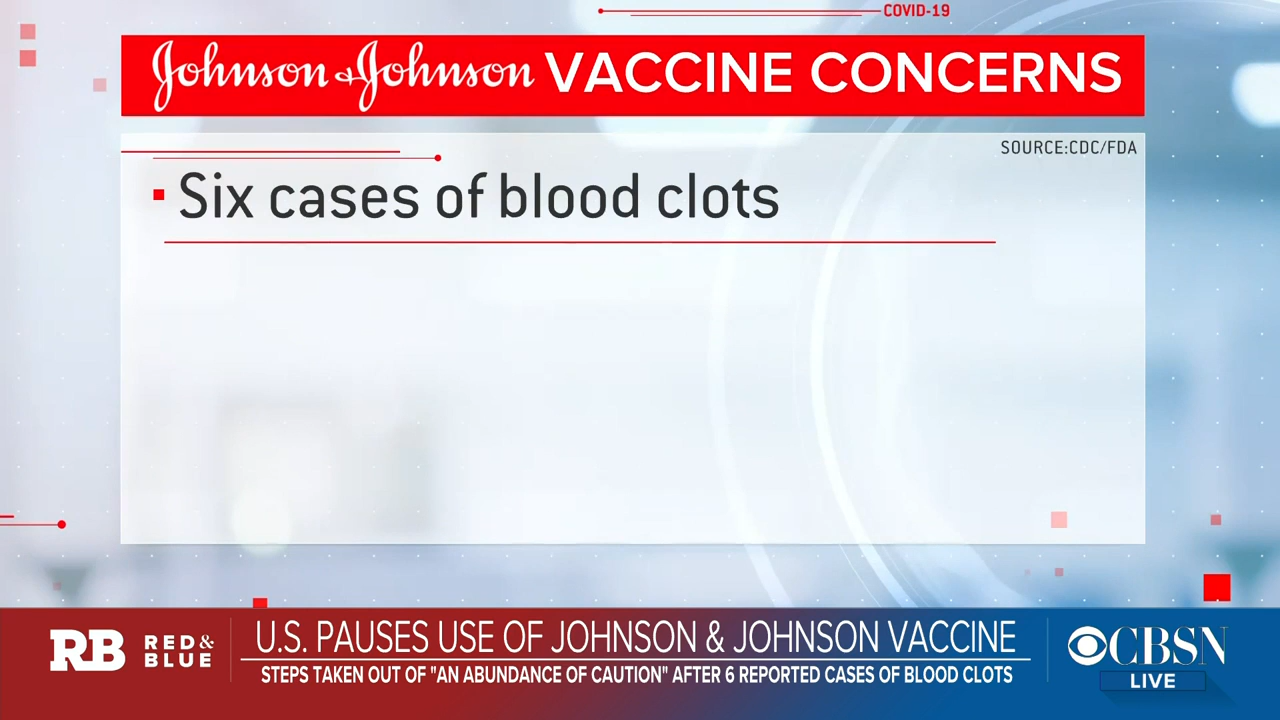 COVID-19
Johnson & Johnson VACCINE CONCERNS
SOURCE:CDC/FDA
Six cases of blood clots
RB RED& BLUE
U.S. PAUSES USE OF JOHNSON & JOHNSON VACCINE
STEPS TAKEN OUT OF "AN ABUNDANCE OF CAUTION" AFTER 6 REPORTED CASES OF BLOOD CLOTS
CBSN
LIVE